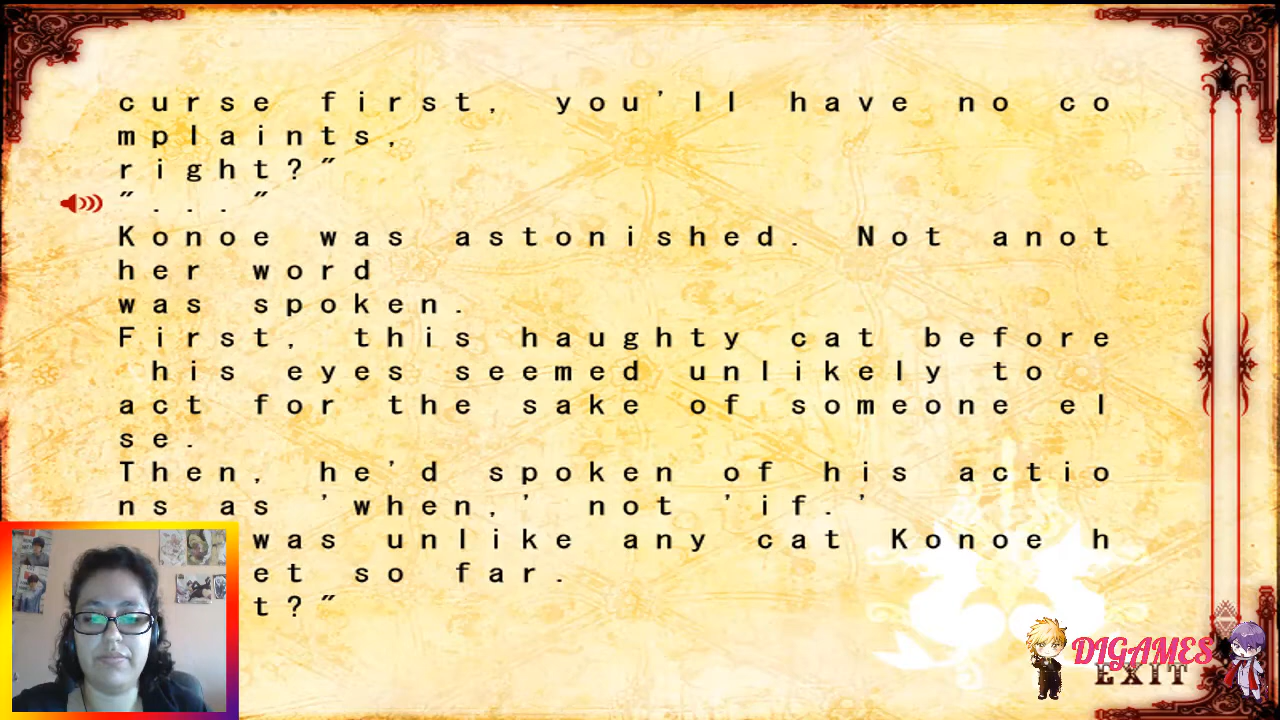 curse first, you'll have no co
mplaints,
right?"
"..."
Konoe was astonished. Not anot
her word
was spoken.
First, this haughty cat before
his eyes seemed unlikely to
act for the sake of someone el
se.
Then, he'd spoken of his actio
ns as 'when,' not 'if.'
was unlike any cat Konoe h
et so far.
t?"
DIGAMES
EXIT